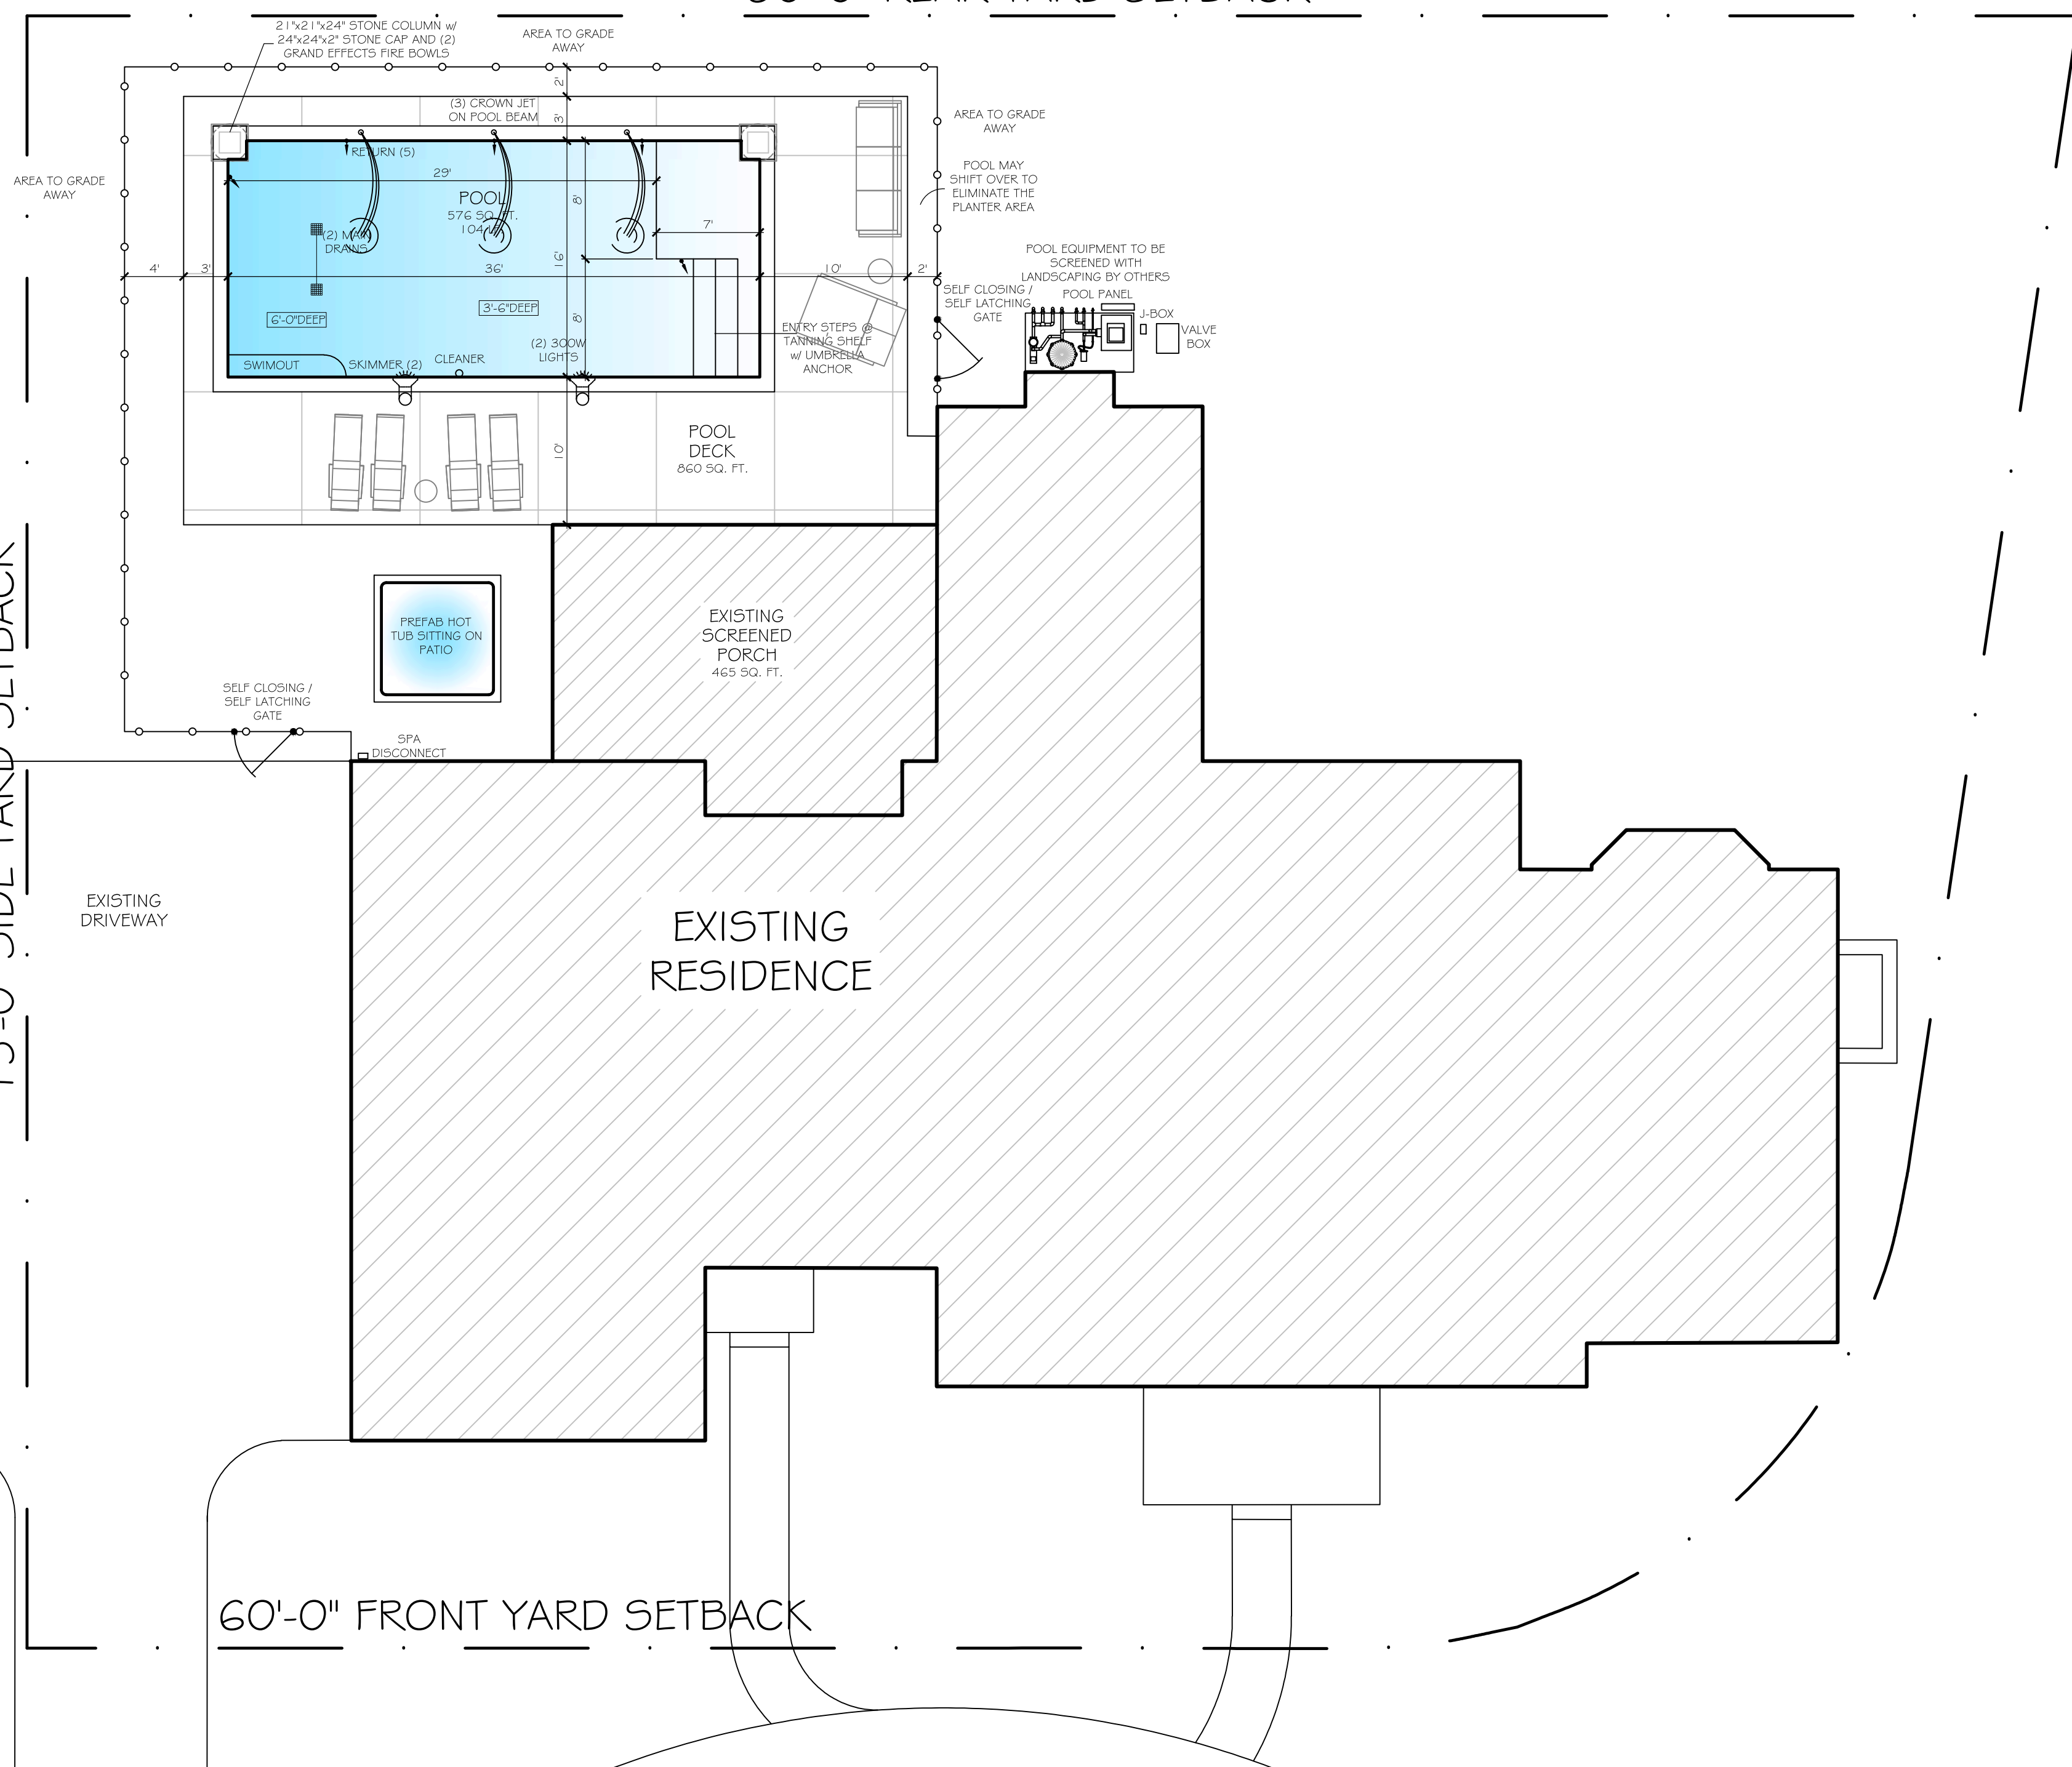 21"x21"x24" STONE COLUMN w/
24"x24"x2" STONE CAP AND (2)
GRAND EFFECTS FIRE BOWLS
AREA TO GRADE
AWAY
2'
(3) CROWN JET
ON POOL BEAM
3'
AREA TO GRADE
AWAY
RETURN (5)
AREA TO GRADE
AWAY
POOL MAY
SHIFT OVER TO
ELIMINATE THE
PLANTER AREA
29'
POOL
576 SQ. FT.
104 LF
8'
7'
(2) MAIN
DRAINS
4'
3'
36'
16'
10'
2'
POOL EQUIPMENT TO BE
SCREENED WITH
LANDSCAPING BY OTHERS
POOL PANEL
SELF CLOSING /
SELF LATCHING
GATE
J-BOX
VALVE
BOX
6'-0"DEEP
3'-6"DEEP
8'
ENTRY STEPS @
TANNING SHELF
w/ UMBRELLA
ANCHOR
(2) 300W
LIGHTS
SWIMOUT
SKIMMER (2)
CLEANER
10'
POOL
DECK
860 SQ. FT.
PREFAB HOT
TUB SITTING ON
PATIO
EXISTING
SCREENED
PORCH
465 SQ. FT.
SELF CLOSING /
SELF LATCHING
GATE
SPA
DISCONNECT
SIDE YARD SETBACK
EXISTING
DRIVEWAY
EXISTING
RESIDENCE
60'-0" FRONT YARD SETBACK